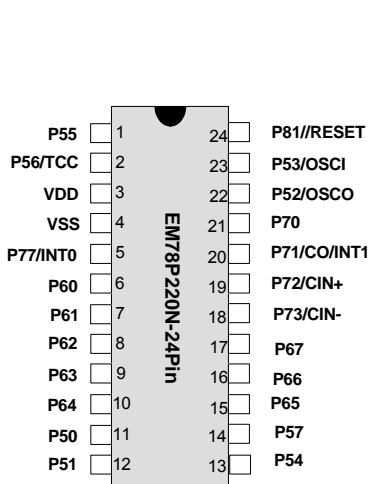 P55 1 24 P81//RESET
P56/TCC 2 23 P53/OSCI
VDD 3 22 P52/OSCO
VSS 4 21 P70
P77/INT0 5 20 P71/CO/INT1
P60 6 19 P72/CIN+
P61 7 18 P73/CIN-
P62 8 17 P67
P63 9 16 P66
P64 10 15 P65
P50 11 14 P57
P51 12 13 P54
EM78P220N-24Pin